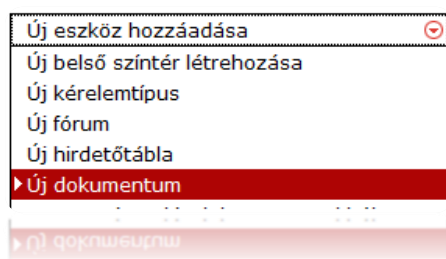 Új eszköz hozzáadása
Új belső színtér létrehozása
Új kérelemtípus
Új fórum
Új hirdetőtábla
Új dokumentum